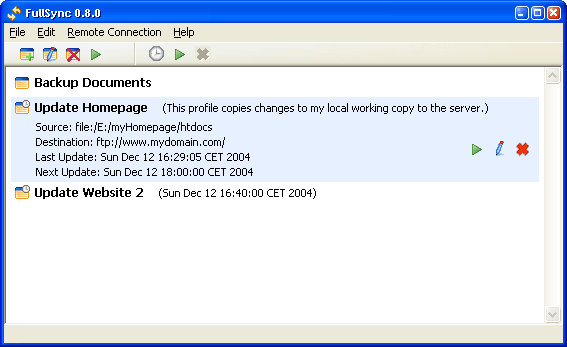 FullSync 0.8.0
File Edit Remote Connection Help
Backup Documents
Update Homepage (This profile copies changes to my local working copy to the server.)
Source: file:/E:/myHomepage/htdocs
Destination: ftp://www.mydomain.com/
Last Update: Sun Dec 12 16:29:05 CET 2004
Next Update: Sun Dec 12 18:00:00 CET 2004
Update Website 2 (Sun Dec 12 16:40:00 CET 2004)